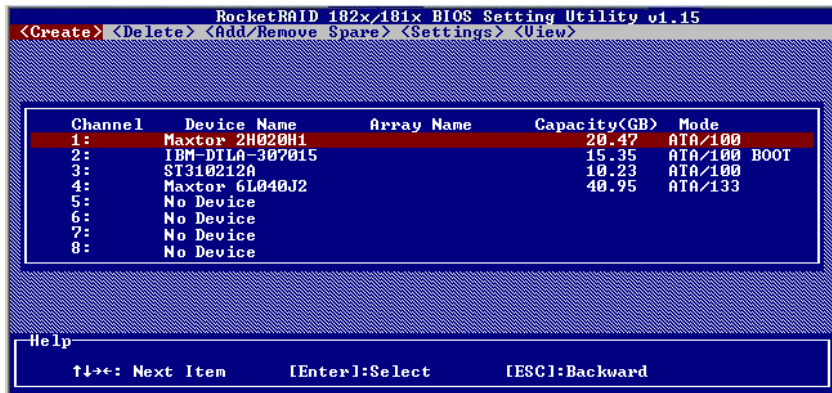 RocketRAID 182x/181x BIOS Setting Utility v1.15
<Create> <Delete> <Add/Remove Spare> <Settings> <View>
Channel Device Name Array Name Capacity(GB) Mode
1: Maxtor 2H020H1 20.47 ATA/100
2: IBM-DTLA-307015 15.35 ATA/100 BOOT
3: ST310212A 10.23 ATA/100
4: Maxtor 6L040J2 40.95 ATA/133
5: No Device
6: No Device
7: No Device
8: No Device
Help
↑↓→←: Next Item [Enter]:Select [ESC]:Backward